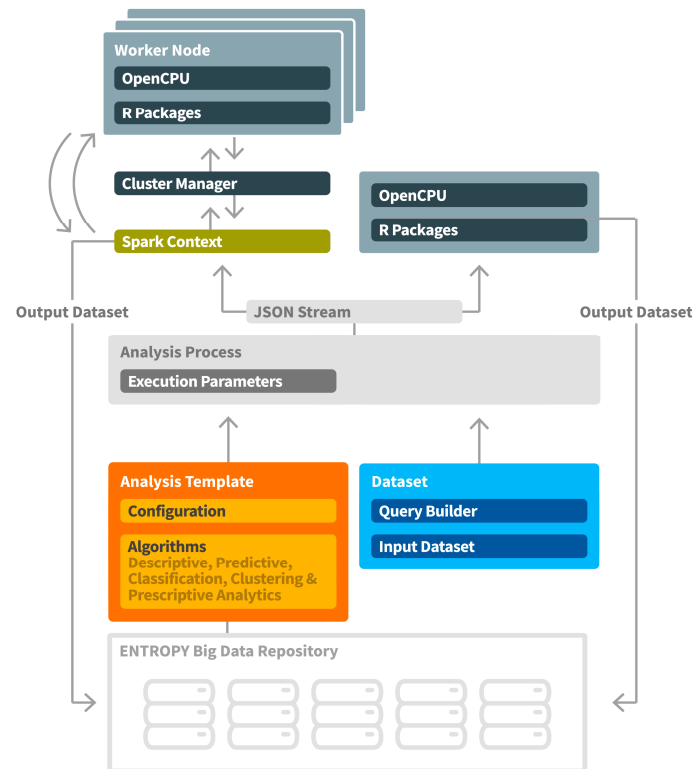 Worker Node
OpenCPU
R Packages
Cluster Manager
Spark Context
OpenCPU
R Packages
JSON Stream
Output Dataset
Output Dataset
Analysis Process
Execution Parameters
Analysis Template
Configuration
Algorithms
Descriptive, Predictive,
Classification, Clustering &
Prescriptive Analytics
Dataset
Query Builder
Input Dataset
ENTROPY Big Data Repository